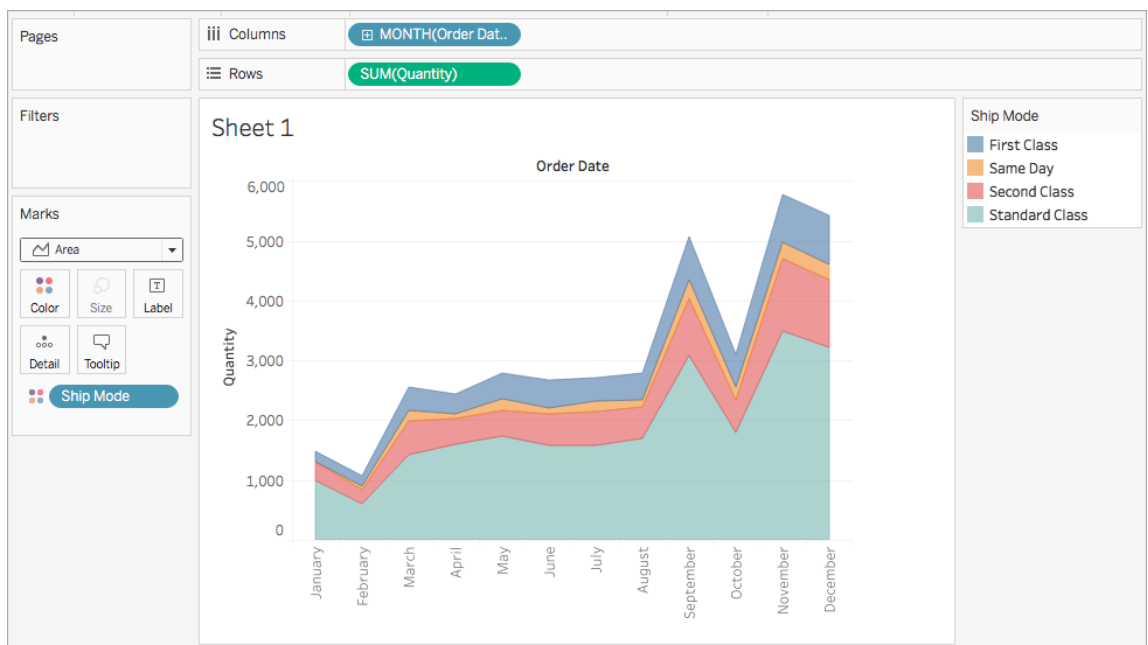 Pages
Columns
MONTH(Order Dat..
Rows
SUM(Quantity)
Filters
Marks
Area
Color
Size
Label
Detail
Tooltip
Ship Mode
Sheet 1
Order Date
Quantity
6,000
5,000
4,000
3,000
2,000
1,000
0
January
February
March
April
May
June
July
August
September
October
November
December
Ship Mode
First Class
Same Day
Second Class
Standard Class